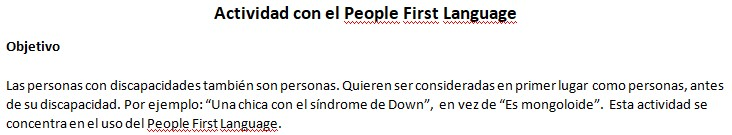 Actividad con el People First Language
Objetivo
Las personas con discapacidades también son personas. Quieren ser consideradas en primer lugar como personas, antes
de su discapacidad. Por ejemplo: “Una chica con el síndrome de Down”, en vez de “Es mongoloide”. Esta actividad se
concentra en el uso del People First Language.